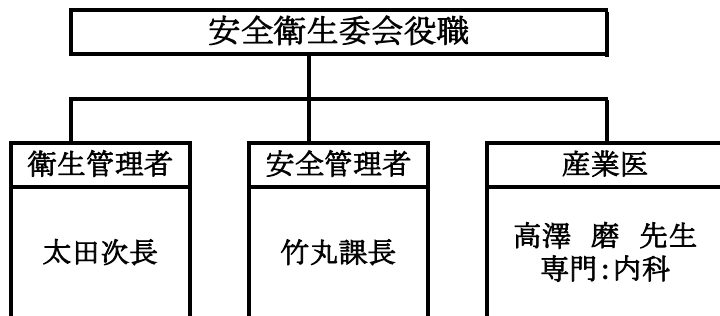 安全衛生委会役職
衛生管理者
安全管理者
産業医
太田次長
竹丸課長
高澤　磨　先生
専門:内科